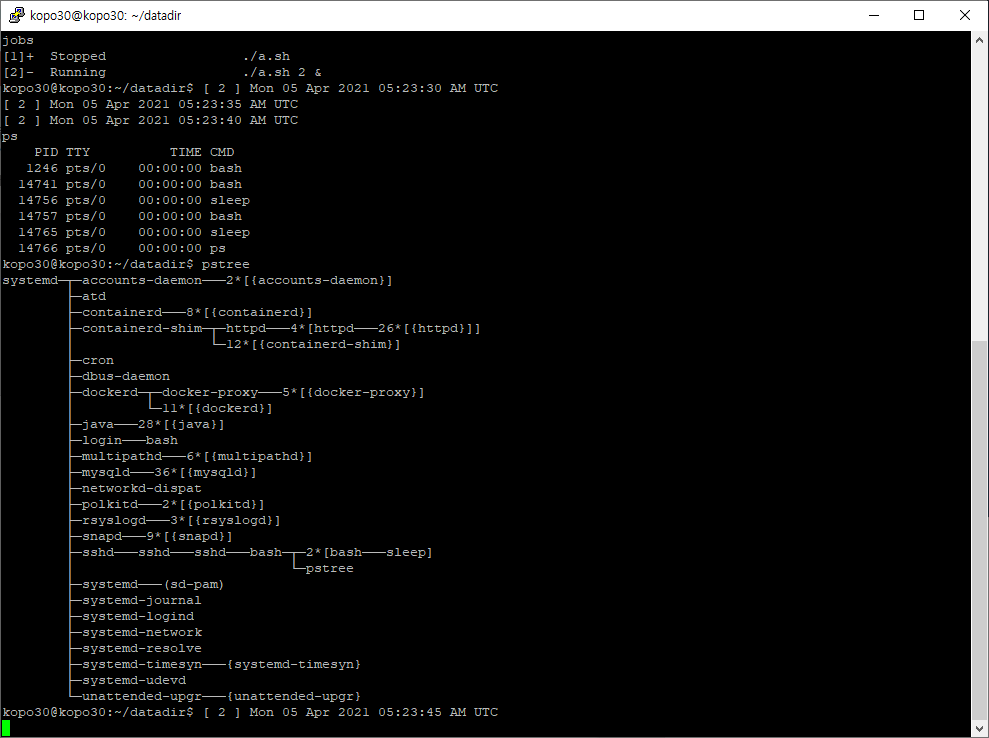 kopo30@kopo30: ~/datadir
jobs
[1]+  Stopped                 ./a.sh
[2]-  Running                 ./a.sh 2 &
kopo30@kopo30:~/datadir$ [ 2 ] Mon 05 Apr 2021 05:23:30 AM UTC
[ 2 ] Mon 05 Apr 2021 05:23:35 AM UTC
[ 2 ] Mon 05 Apr 2021 05:23:40 AM UTC
ps
    PID TTY          TIME CMD
   1246 pts/0    00:00:00 bash
  14741 pts/0    00:00:00 bash
  14756 pts/0    00:00:00 sleep
  14757 pts/0    00:00:00 bash
  14765 pts/0    00:00:00 sleep
  14766 pts/0    00:00:00 ps
kopo30@kopo30:~/datadir$ pstree
systemd─┬─accounts-daemon───2*[{accounts-daemon}]
        ├─atd
        ├─containerd───8*[{containerd}]
        ├─containerd-shim─┬─httpd───4*[httpd───26*[{httpd}]]
        │                 └─12*[{containerd-shim}]
        ├─cron
        ├─dbus-daemon
        ├─dockerd─┬─docker-proxy───5*[{docker-proxy}]
        │         └─11*[{dockerd}]
        ├─java───28*[{java}]
        ├─login───bash
        ├─multipathd───6*[{multipathd}]
        ├─mysqld───36*[{mysqld}]
        ├─networkd-dispat
        ├─polkitd───2*[{polkitd}]
        ├─rsyslogd───3*[{rsyslogd}]
        ├─snapd───9*[{snapd}]
        ├─sshd───sshd───sshd───bash─┬─2*[bash───sleep]
        │                           └─pstree
        ├─systemd───(sd-pam)
        ├─systemd-journal
        ├─systemd-logind
        ├─systemd-network
        ├─systemd-resolve
        ├─systemd-timesyn───{systemd-timesyn}
        ├─systemd-udevd
        └─unattended-upgr───{unattended-upgr}
kopo30@kopo30:~/datadir$ [ 2 ] Mon 05 Apr 2021 05:23:45 AM UTC